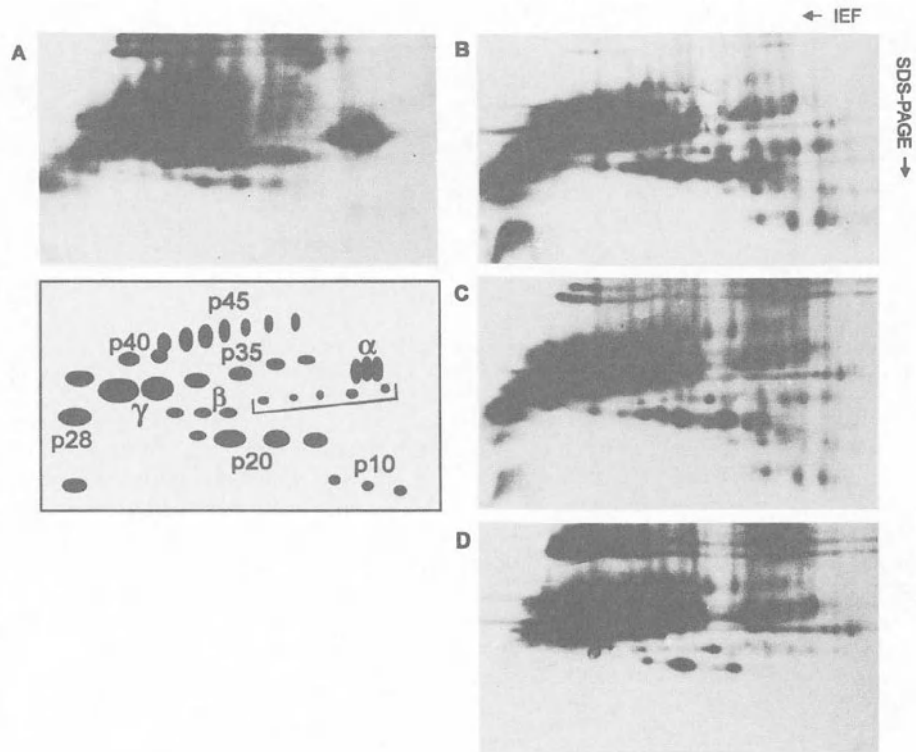 ← IEF
A
B
SDS-PAGE →
p45
p40
p35
α
γ
β
p28
p20
p10
C
D